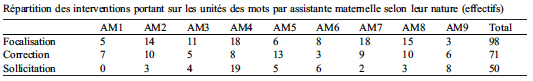 Répartition des interventions portant sur les unités des mots par assistante maternelle selon leur nature (effectifs)
AM1 AM2 AM3 AM4 AM5 AM6 AM7 AM8 AM9 Total
Focalisation 5 14 11 18 6 8 18 15 3 98
Correction 7 10 5 8 13 3 9 10 6 71
Sollicitation 0 3 4 19 5 6 2 3 8 50